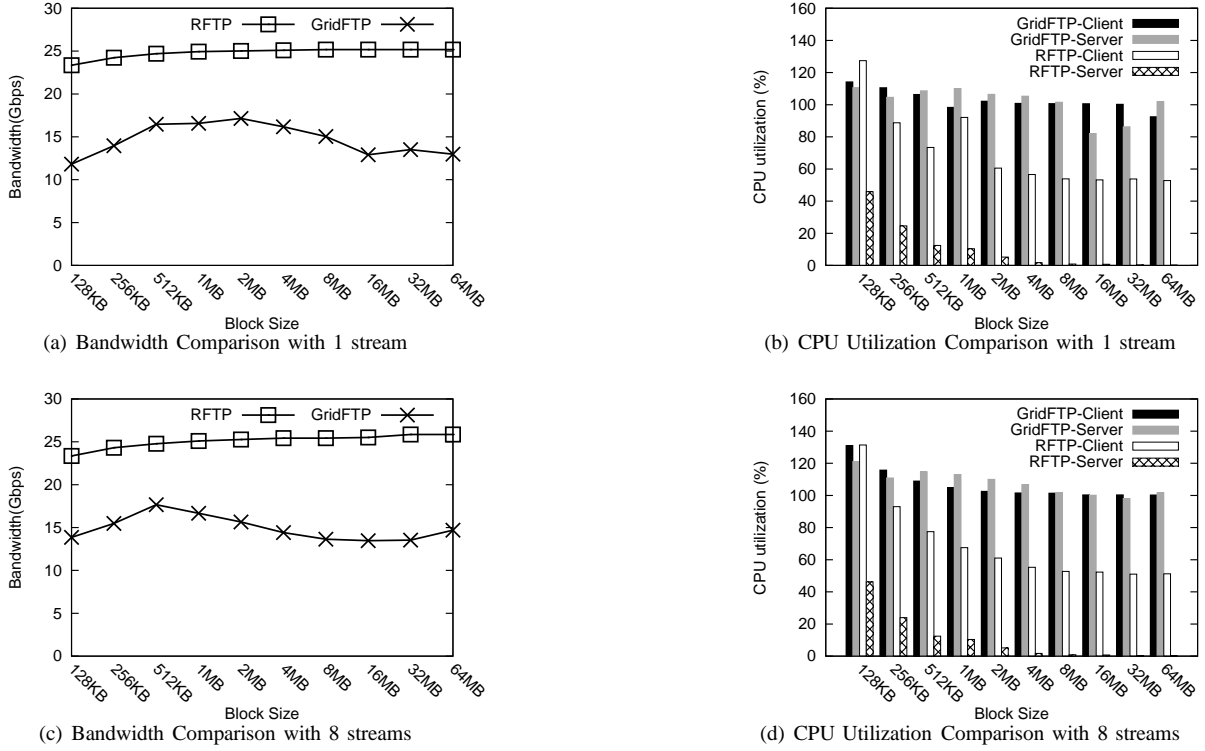 30
25
20
15
10
5
0
Bandwidth(Gbps)
RFTP
GridFTP
128KB
256KB
512KB
1MB
2MB
4MB
8MB
16MB
32MB
64MB
Block Size
(a) Bandwidth Comparison with 1 stream
160
140
120
100
80
60
40
20
0
CPU utilization (%)
GridFTP-Client
GridFTP-Server
RFTP-Client
RFTP-Server
128KB
256KB
512KB
1MB
2MB
4MB
8MB
16MB
32MB
64MB
Block Size
(b) CPU Utilization Comparison with 1 stream
30
25
20
15
10
5
0
Bandwidth(Gbps)
RFTP
GridFTP
128KB
256KB
512KB
1MB
2MB
4MB
8MB
16MB
32MB
64MB
Block Size
(c) Bandwidth Comparison with 8 streams
160
140
120
100
80
60
40
20
0
CPU utilization (%)
GridFTP-Client
GridFTP-Server
RFTP-Client
RFTP-Server
128KB
256KB
512KB
1MB
2MB
4MB
8MB
16MB
32MB
64MB
Block Size
(d) CPU Utilization Comparison with 8 streams